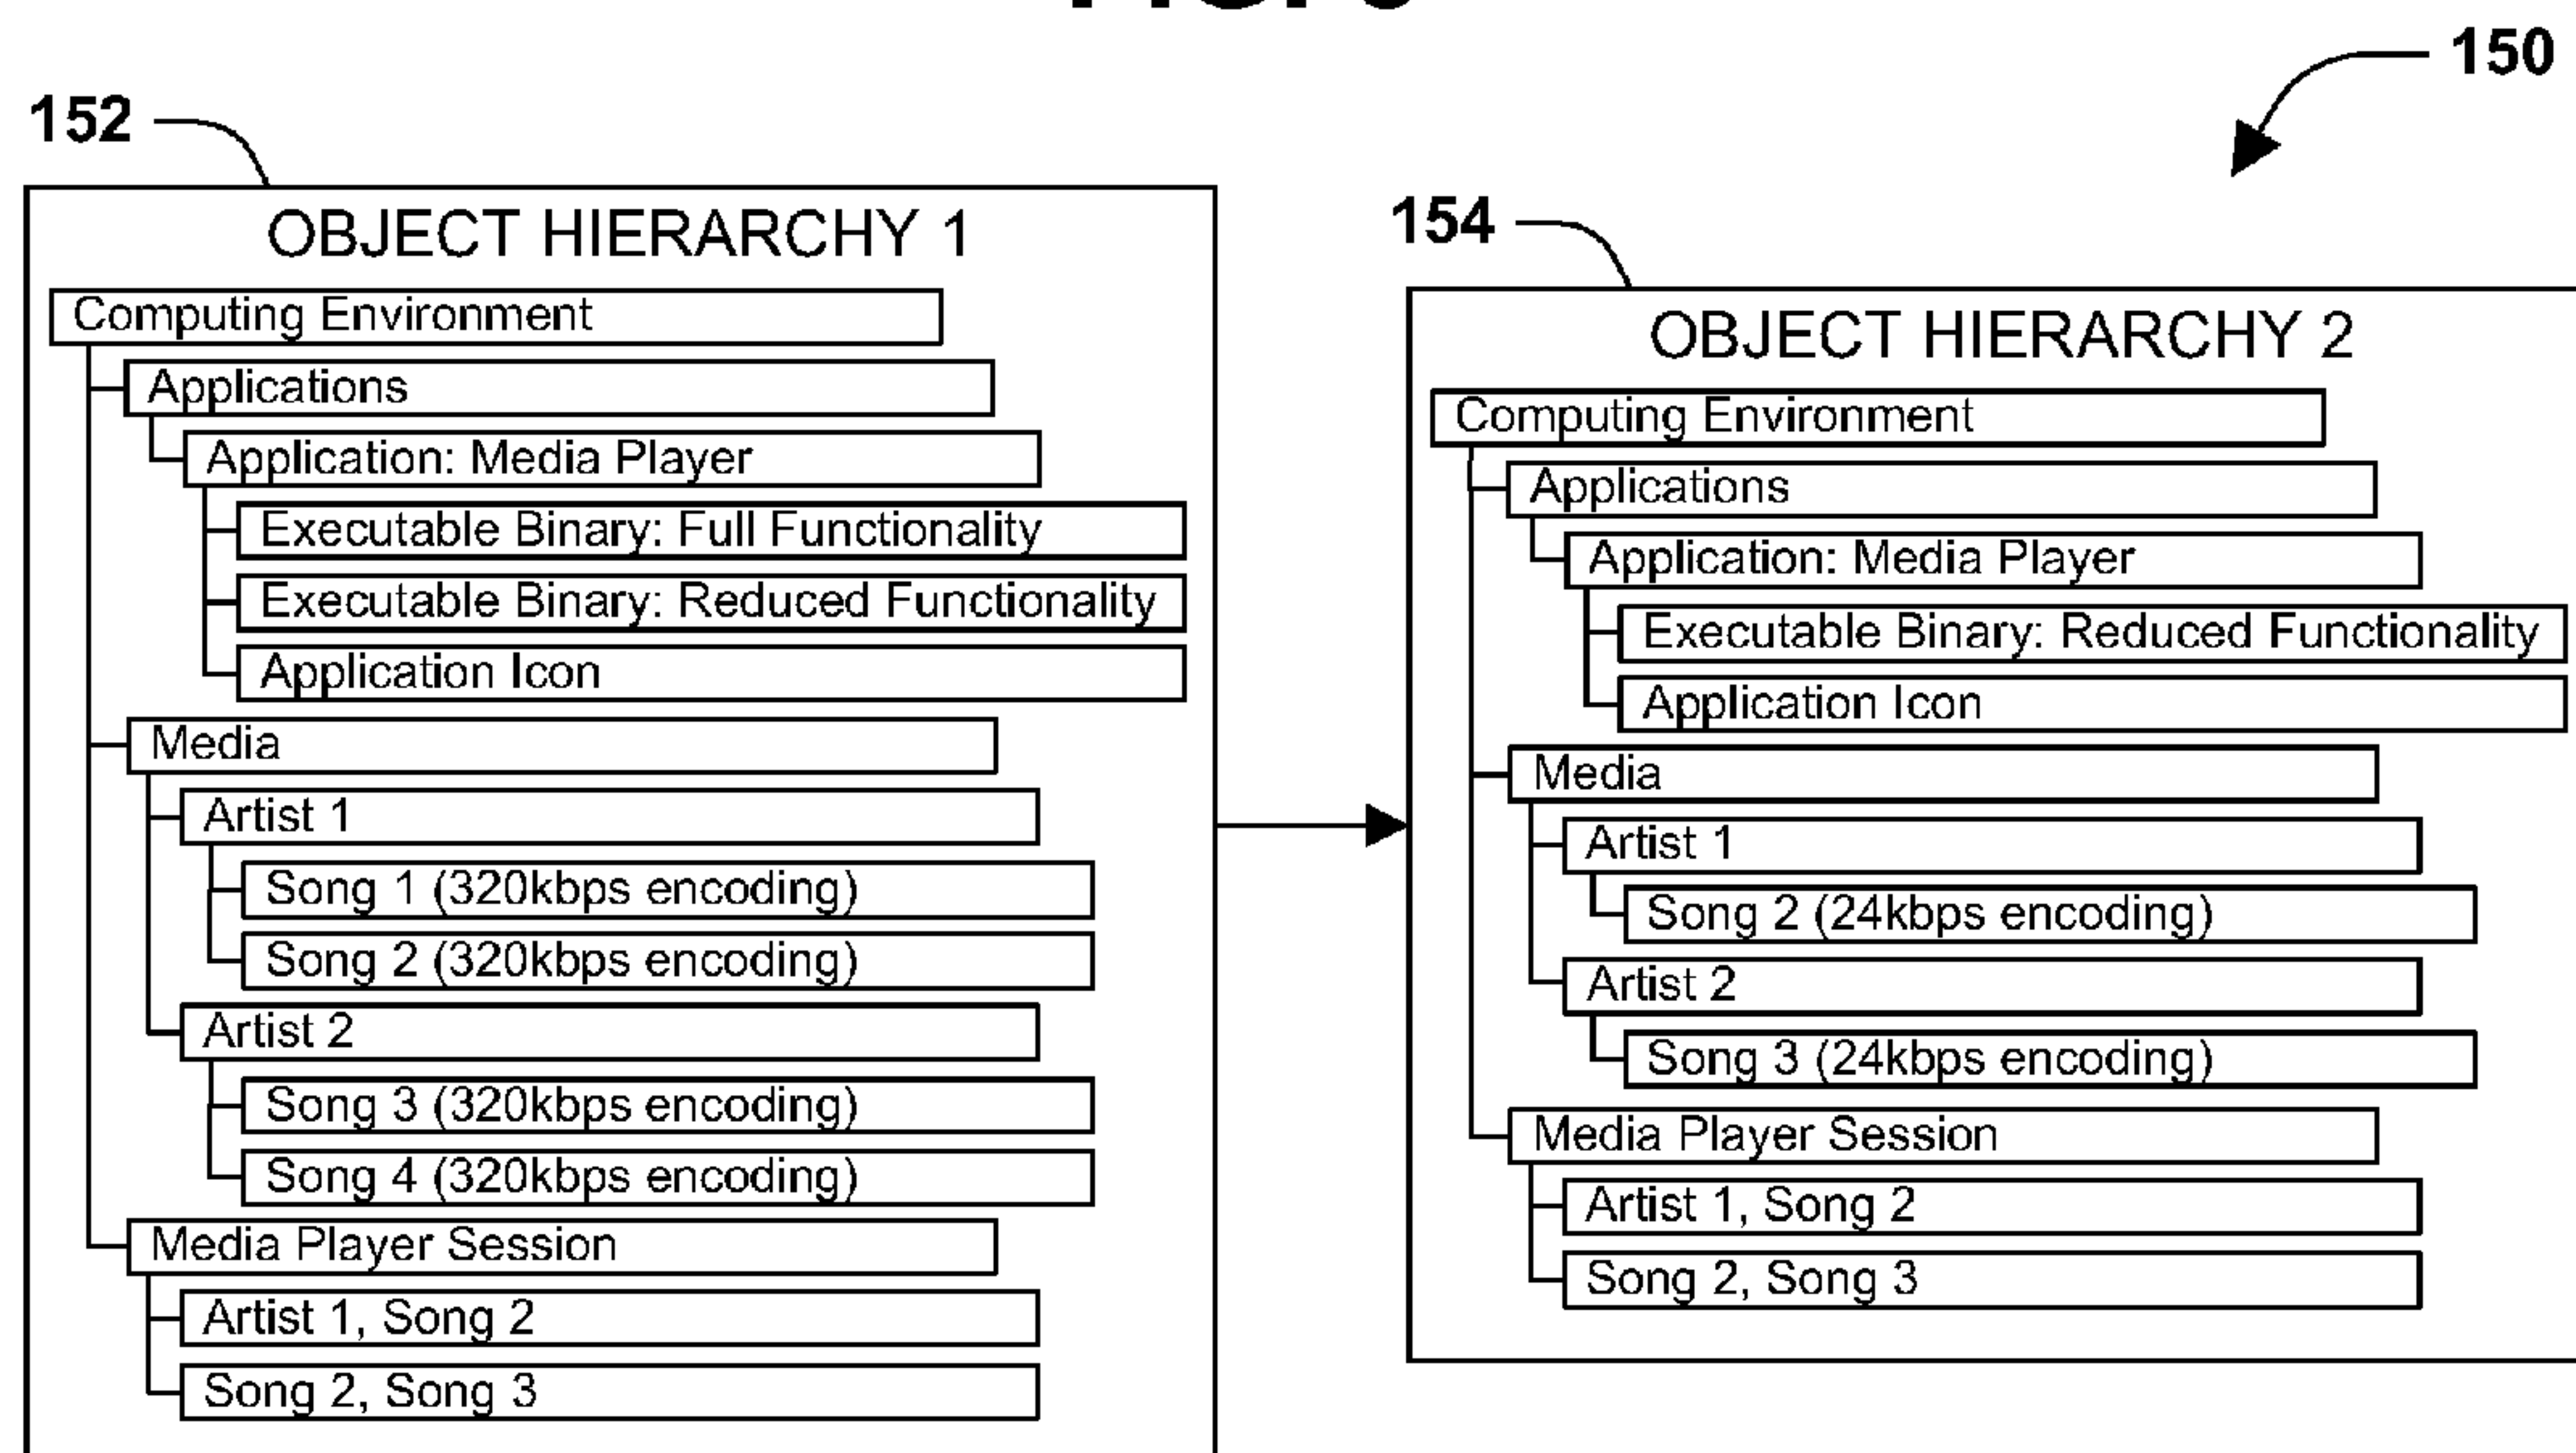 150
152
OBJECT HIERARCHY 1
Computing Environment
Applications
Application: Media Player
Executable Binary: Full Functionality
Executable Binary: Reduced Functionality
Application Icon
Media
Artist 1
Song 1 (320kbps encoding)
Song 2 (320kbps encoding)
Artist 2
Song 3 (320kbps encoding)
Song 4 (320kbps encoding)
Media Player Session
Artist 1, Song 2
Song 2, Song 3
154
OBJECT HIERARCHY 2
Computing Environment
Applications
Application: Media Player
Executable Binary: Reduced Functionality
Application Icon
Media
Artist 1
Song 2 (24kbps encoding)
Artist 2
Song 3 (24kbps encoding)
Media Player Session
Artist 1, Song 2
Song 2, Song 3